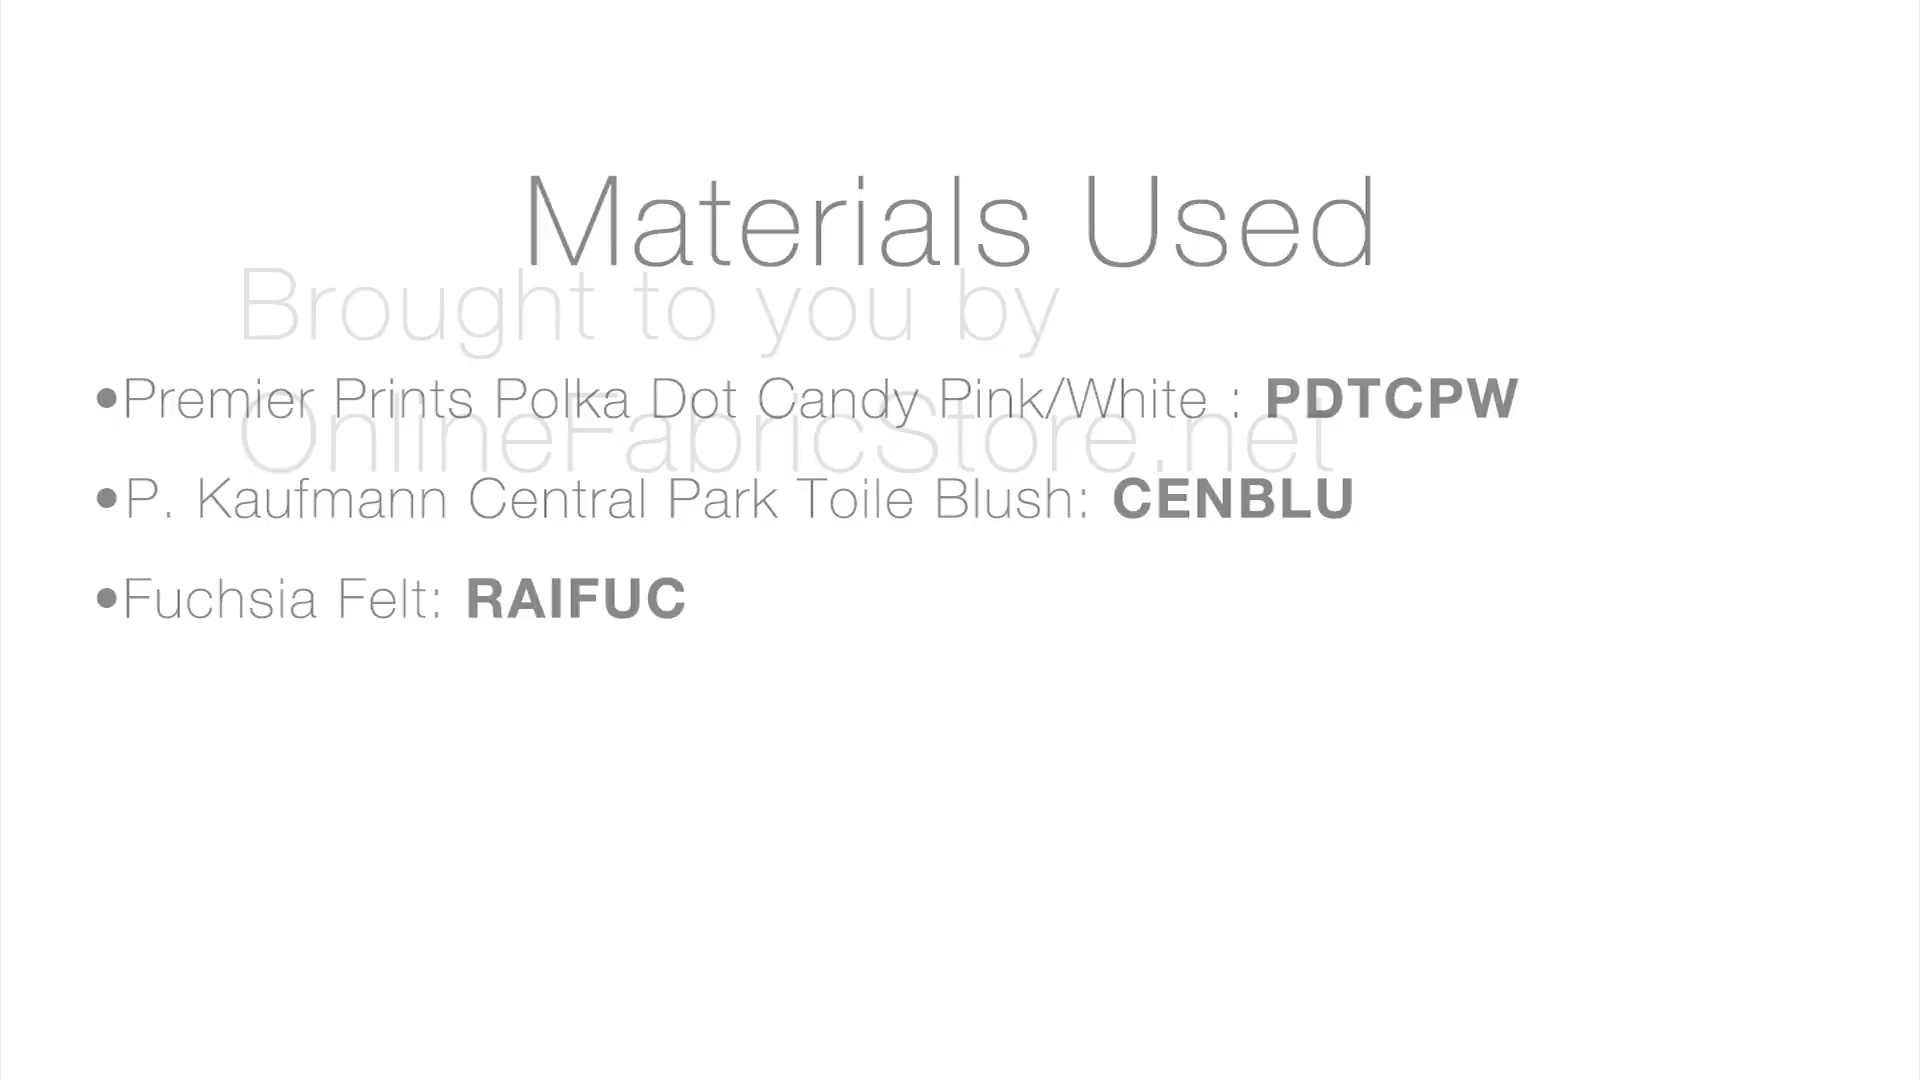 Materials Used
Brought to you by
•Premier Prints Polka Dot Candy Pink/White : PDTCPW
OnlineFabricStore.net
•P. Kaufmann Central Park Toile Blush: CENBLU
•Fuchsia Felt: RAIFUC